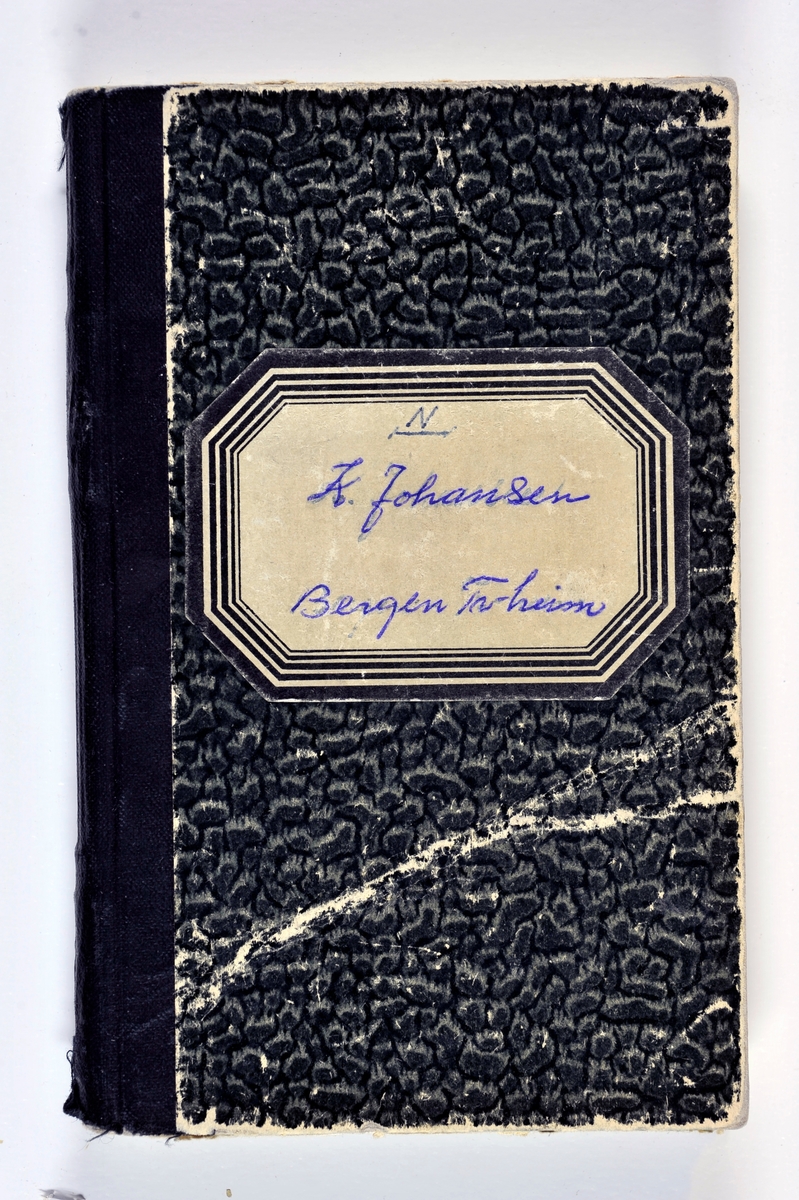 N
K. Johansen
Bergen Tr-heim